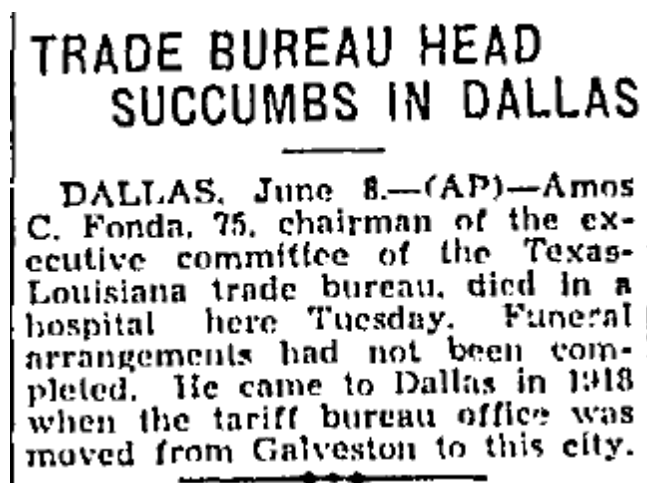 TRADE BUREAU HEAD
SUCCUMBS IN DALLAS
DALLAS, June 8.—(AP)—Amos
C. Fonda, 75, chairman of the ex-
ecutive committee of the Texas-
Louisiana trade bureau, died in a
hospital here Tuesday. Funeral
arrangements had not been com-
pleted. He came to Dallas in 1918
when the tariff bureau office was
moved from Galveston to this city.